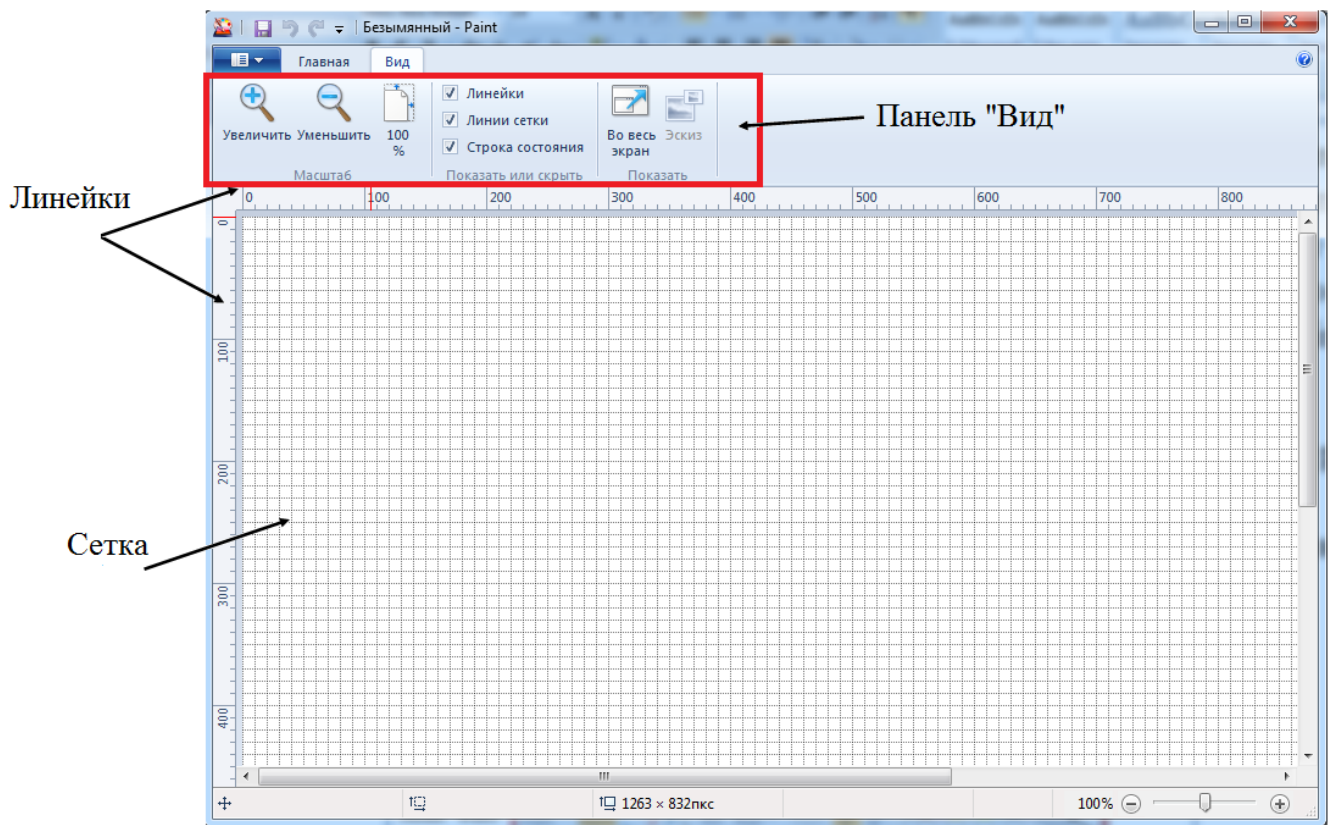 Безымянный - Paint
Главная Вид
Линейки
Линии сетки
Строка состояния
Увеличить Уменьшить 100 %
Во весь экран Эскиз
Масштаб Показать или скрыть Показать
Панель "Вид"
Линейки
0 100 200 300 400 500 600 700 800
0
100
200
300
400
Сетка
1263 × 832пкс
100%